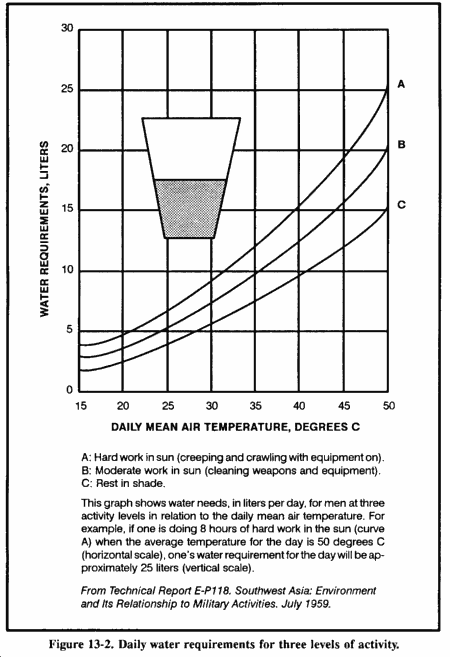 30
25
20
15
10
5
0
WATER REQUIREMENTS, LITERS
A
B
C
15 20 25 30 35 40 45 50
DAILY MEAN AIR TEMPERATURE, DEGREES C
A: Hard work in sun (creeping and crawling with equipment on).
B: Moderate work in sun (cleaning weapons and equipment).
C: Rest in shade.
This graph shows water needs, in liters per day, for men at three
activity levels in relation to the daily mean air temperature. For
example, if one is doing 8 hours of hard work in the sun (curve
A) when the average temperature for the day is 50 degrees C
(horizontal scale), one's water requirement for the day will be ap-
proximately 25 liters (vertical scale).
From Technical Report E-P118. Southwest Asia: Environment
and Its Relationship to Military Activities. July 1959.
Figure 13-2. Daily water requirements for three levels of activity.